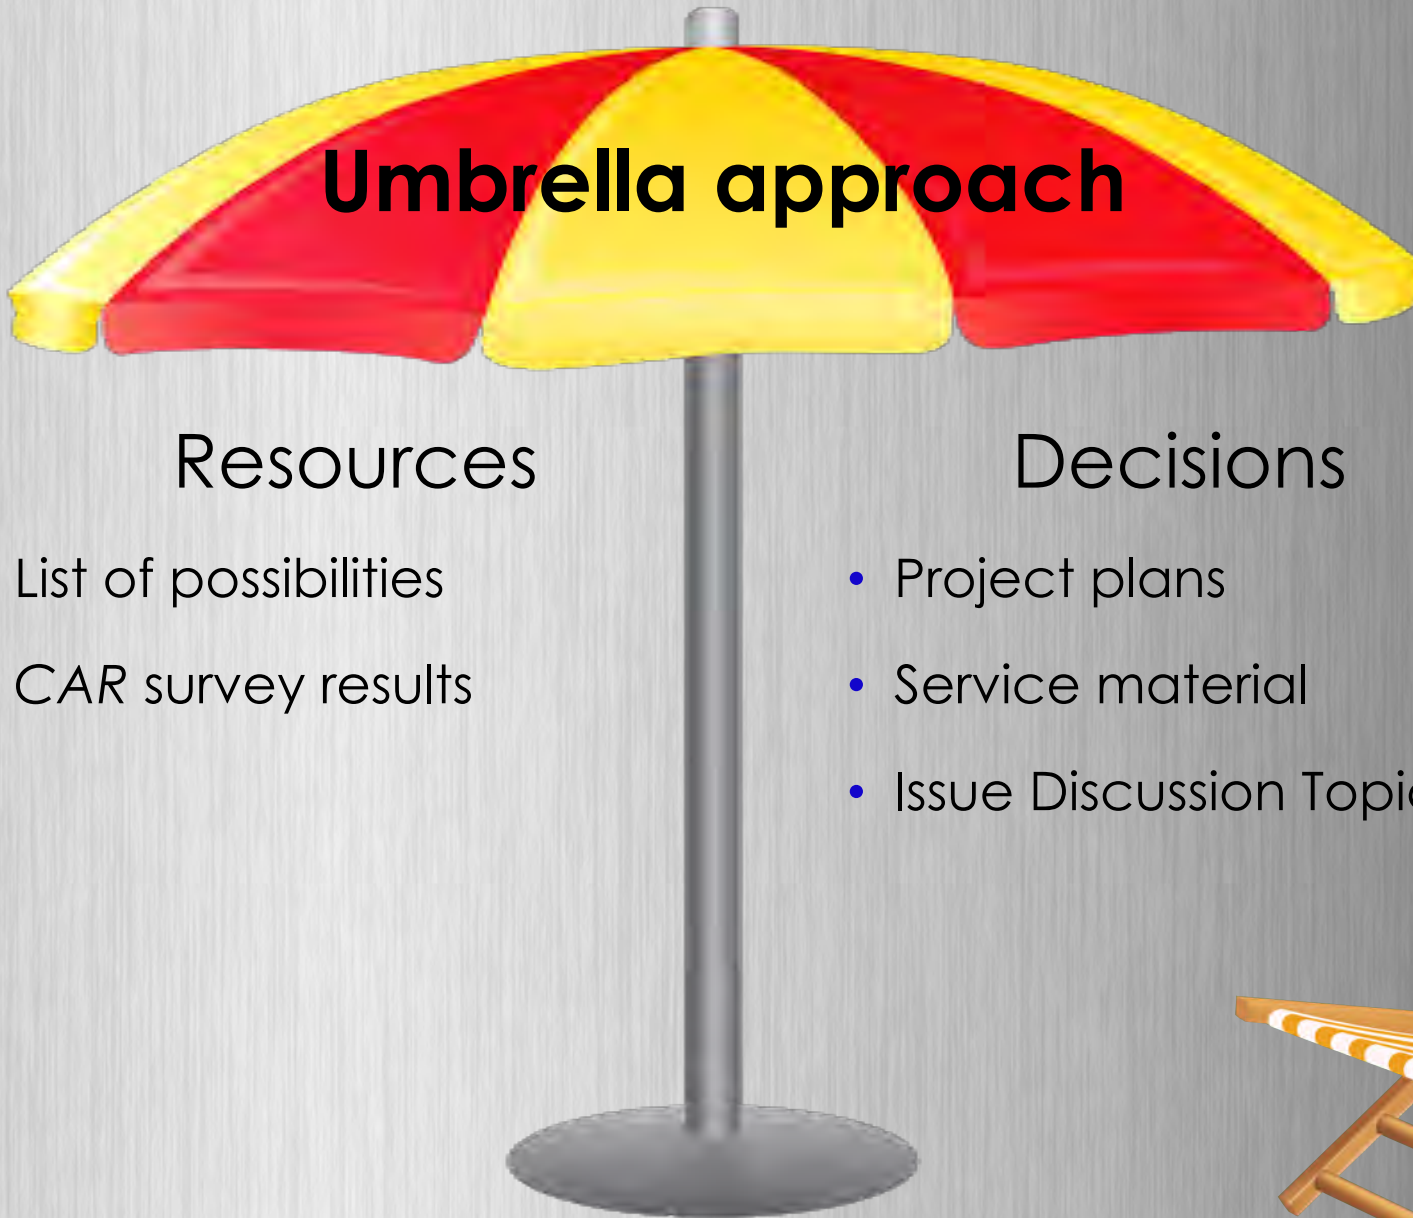 Umbrella approach
Resources
List of possibilities
CAR survey results
Decisions
• Project plans
• Service material
• Issue Discussion